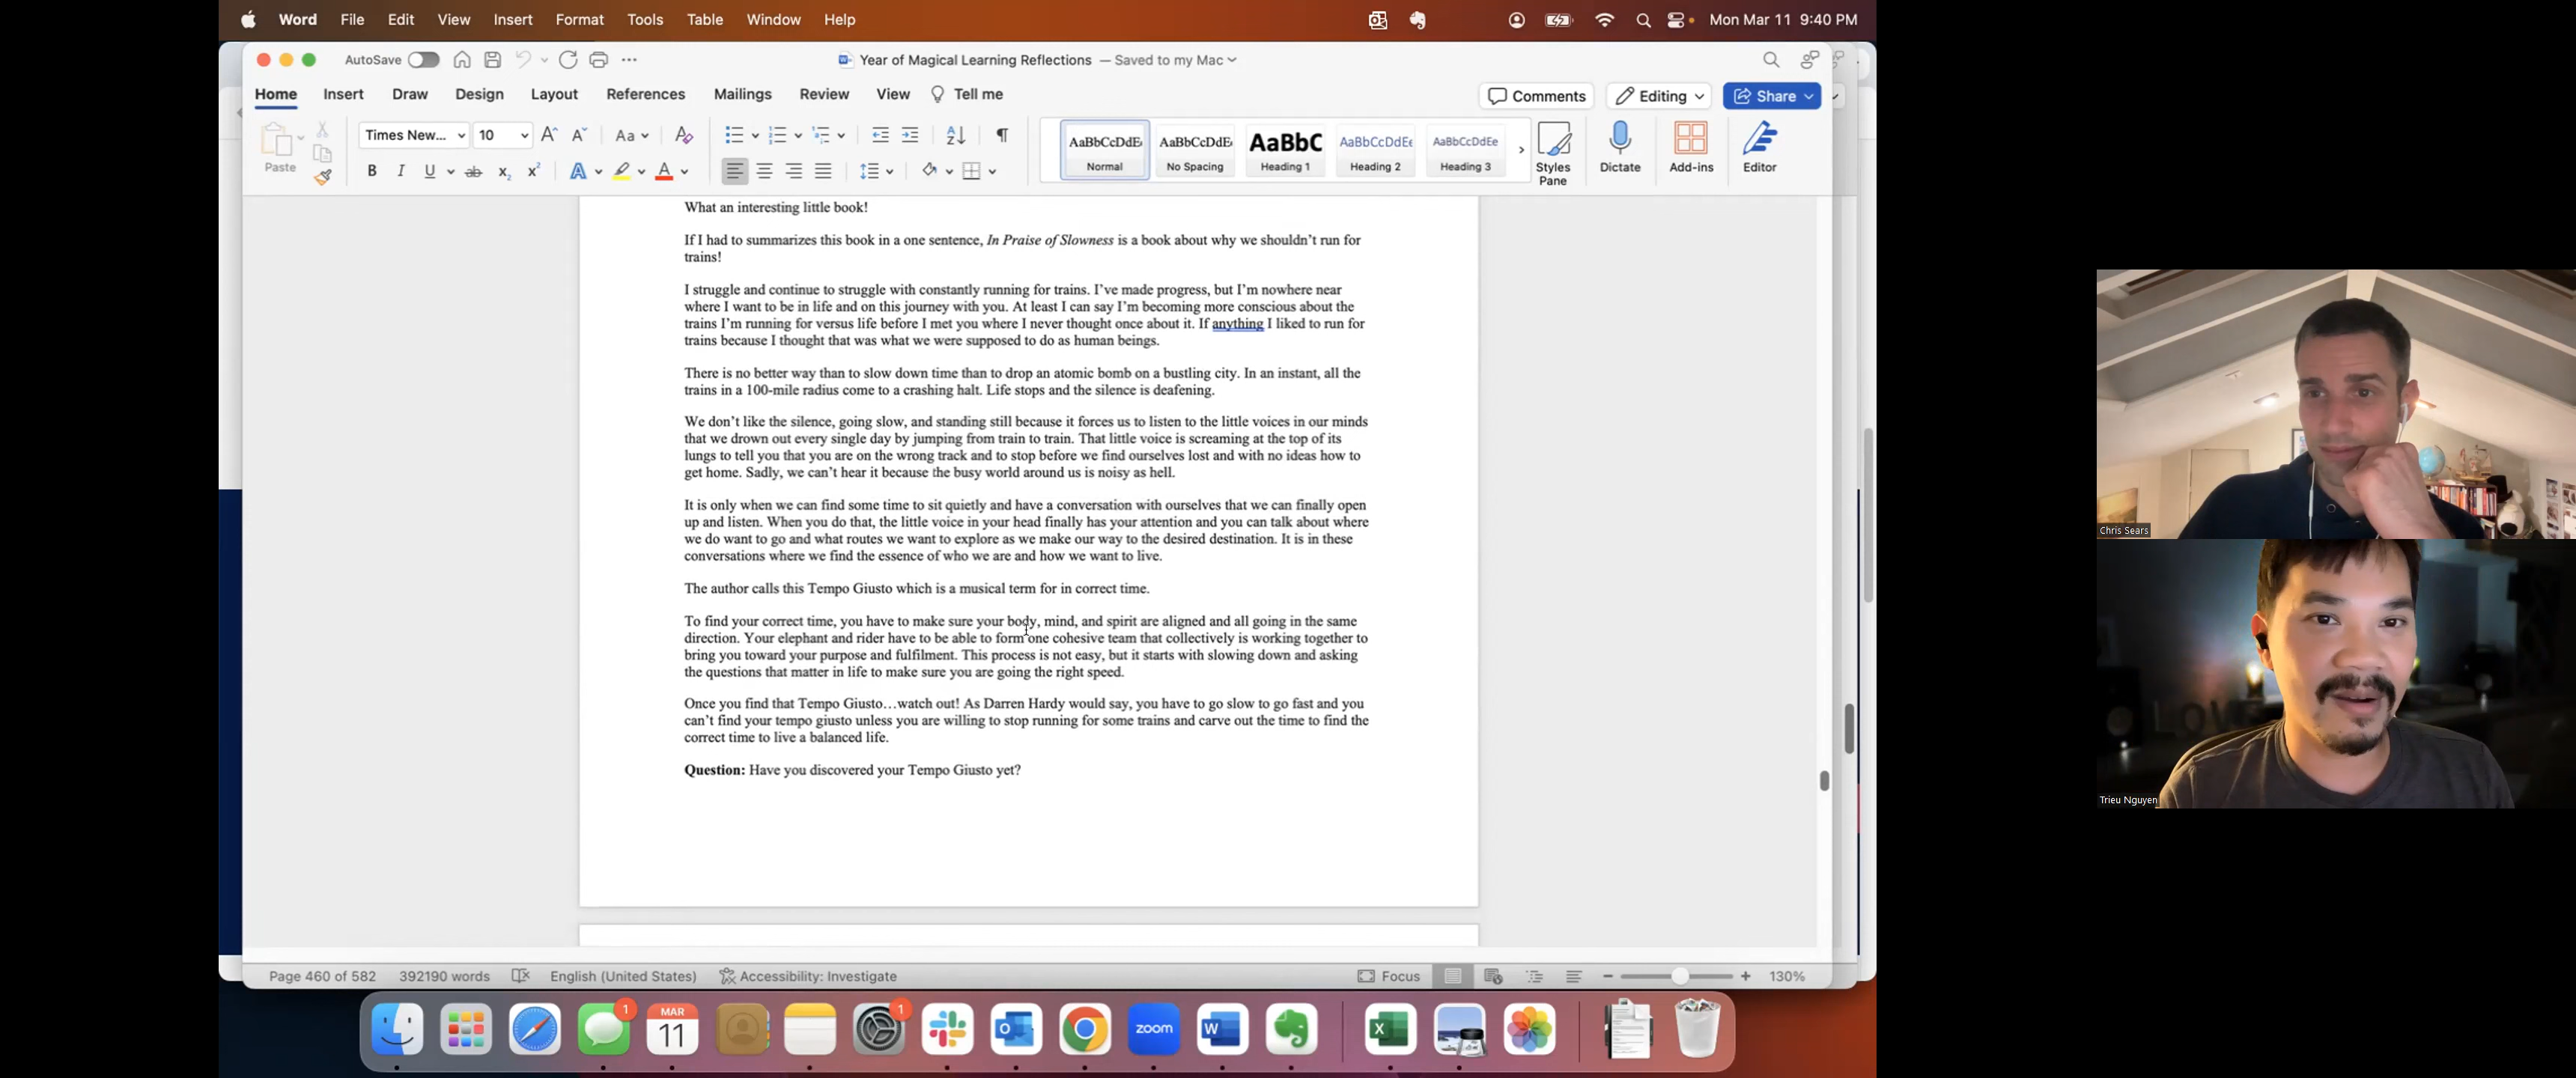 Word File Edit View Insert Format Tools Table Window Help Mon Mar 11 9:40 PM
AutoSave Year of Magical Learning Reflections — Saved to my Mac
Home Insert Draw Design Layout References Mailings Review View Tell me Comments Editing Share
Paste Times New... 10 Aa AaBbCcDdE AaBbCcDdE AaBbC AaBbCcDdEe AaBbCcDdEe
Normal No Spacing Heading 1 Heading 2 Heading 3 Styles Pane Dictate Add-ins Editor
What an interesting little book!
If I had to summarizes this book in a one sentence, In Praise of Slowness is a book about why we shouldn't run for
trains!
I struggle and continue to struggle with constantly running for trains. I've made progress, but I'm nowhere near
where I want to be in life and on this journey with you. At least I can say I'm becoming more conscious about the
trains I'm running for versus life before I met you where I never thought once about it. If anything I liked to run for
trains because I thought that was what we were supposed to do as human beings.
There is no better way than to slow down time than to drop an atomic bomb on a bustling city. In an instant, all the
trains in a 100-mile radius come to a crashing halt. Life stops and the silence is deafening.
We don't like the silence, going slow, and standing still because it forces us to listen to the little voices in our minds
that we drown out every single day by jumping from train to train. That little voice is screaming at the top of its
lungs to tell you that you are on the wrong track and to stop before we find ourselves lost and with no ideas how to
get home. Sadly, we can't hear it because the busy world around us is noisy as hell.
It is only when we can find some time to sit quietly and have a conversation with ourselves that we can finally open
up and listen. When you do that, the little voice in your head finally has your attention and you can talk about where
we do want to go and what routes we want to explore as we make our way to the desired destination. It is in these
conversations where we find the essence of who we are and how we want to live.
The author calls this Tempo Giusto which is a musical term for in correct time.
To find your correct time, you have to make sure your body, mind, and spirit are aligned and all going in the same
direction. Your elephant and rider have to be able to form one cohesive team that collectively is working together to
bring you toward your purpose and fulfilment. This process is not easy, but it starts with slowing down and asking
the questions that matter in life to make sure you are going the right speed.
Once you find that Tempo Giusto…watch out! As Darren Hardy would say, you have to go slow to go fast and you
can't find your tempo giusto unless you are willing to stop running for some trains and carve out the time to find the
correct time to live a balanced life.
Question: Have you discovered your Tempo Giusto yet?
Page 460 of 582 392190 words English (United States) Accessibility: Investigate Focus 130%
1 MAR 11 1 zoom
Chris Sears
Trieu Nguyen